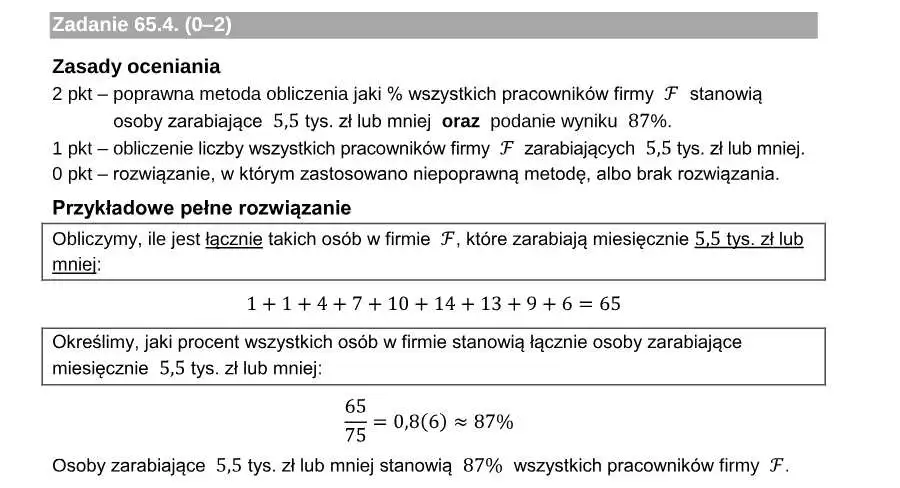 Zadanie 65.4. (0–2)
Zasady oceniania
2 pkt – poprawna metoda obliczenia jaki % wszystkich pracowników firmy ℱ stanowią
osoby zarabiające 5,5 tys. zł lub mniej oraz podanie wyniku 87%.
1 pkt – obliczenie liczby wszystkich pracowników firmy ℱ zarabiających 5,5 tys. zł lub mniej.
0 pkt – rozwiązanie, w którym zastosowano niepoprawną metodę, albo brak rozwiązania.
Przykładowe pełne rozwiązanie
Obliczymy, ile jest łącznie takich osób w firmie ℱ, które zarabiają miesięcznie 5,5 tys. zł lub
mniej:
1 + 1 + 4 + 7 + 10 + 14 + 13 + 9 + 6 = 65
Określimy, jaki procent wszystkich osób w firmie stanowią łącznie osoby zarabiające
miesięcznie 5,5 tys. zł lub mniej:
65/75 = 0,8(6) ≈ 87%
Osoby zarabiające 5,5 tys. zł lub mniej stanowią 87% wszystkich pracowników firmy ℱ.